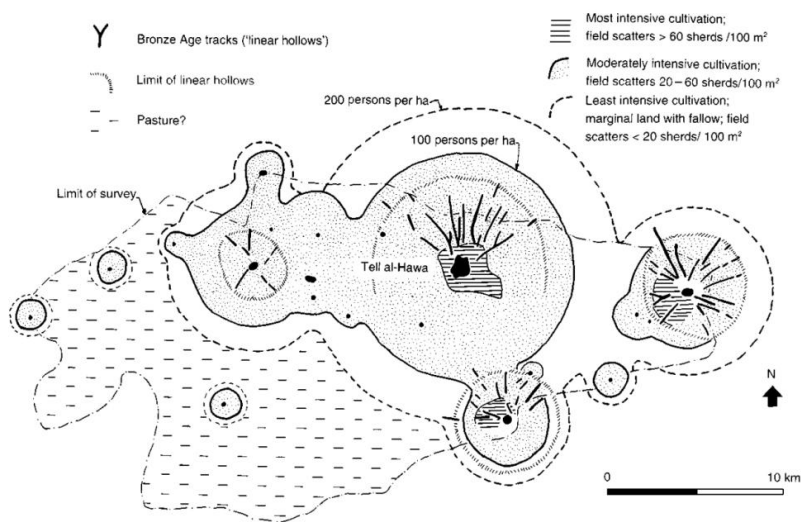 Bronze Age tracks ('linear hollows')
Limit of linear hollows
Pasture?
Most intensive cultivation;
field scatters > 60 sherds /100 m²
Moderately intensive cultivation;
field scatters 20–60 sherds/100 m²
Least intensive cultivation;
marginal land with fallow; field
scatters < 20 sherds/ 100 m²
200 persons per ha
100 persons per ha
Limit of survey
Tell al-Hawa
N
0 10 km